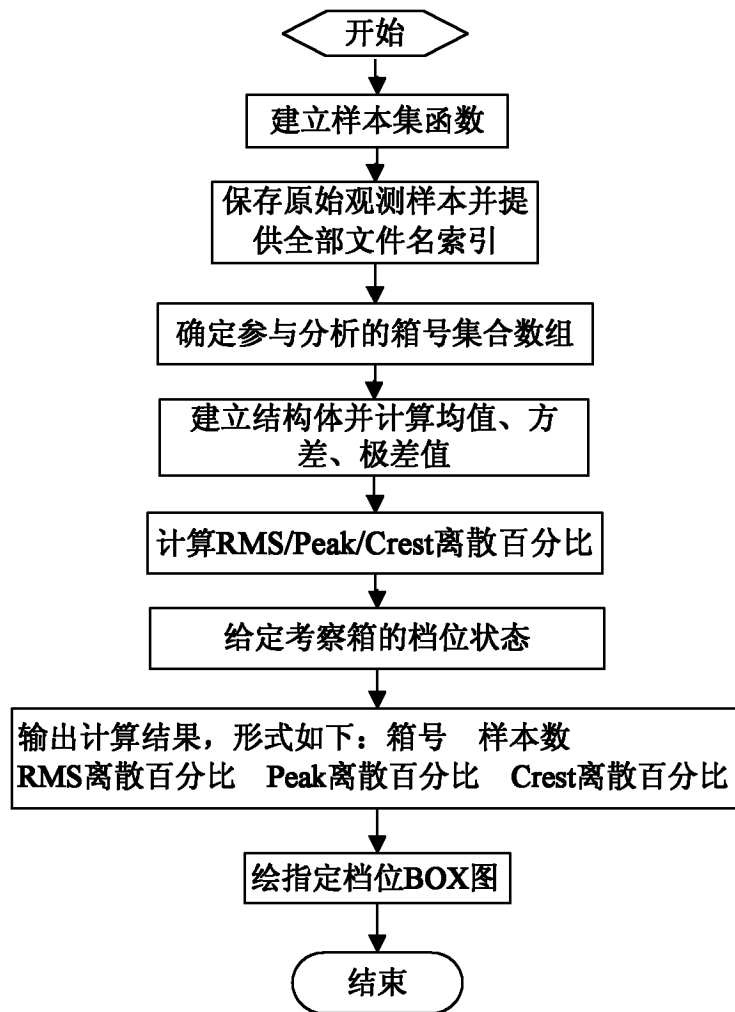 开始
建立样本集函数
保存原始观测样本并提
供全部文件名索引
确定参与分析的箱号集合数组
建立结构体并计算均值、方
差、极差值
计算RMS/Peak/Crest离散百分比
给定考察箱的档位状态
输出计算结果，形式如下：箱号 样本数
RMS离散百分比 Peak离散百分比 Crest离散百分比
绘指定档位BOX图
结束